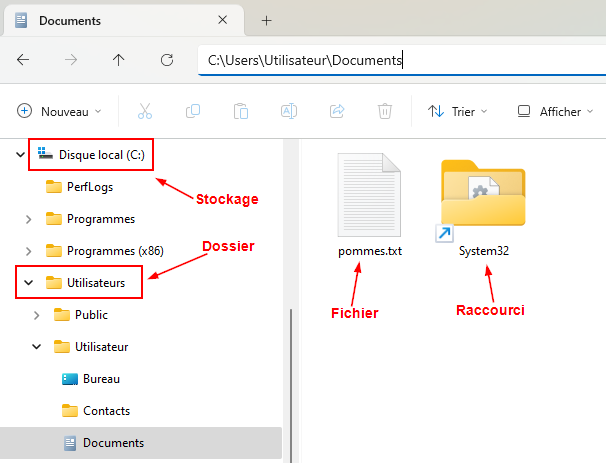 Documents
C:\Users\Utilisateur\Documents
Nouveau
Trier
Afficher
Disque local (C:)
PerfLogs
Stockage
Programmes
Programmes (x86)
Dossier
Utilisateurs
Public
Utilisateur
Bureau
Contacts
Documents
pommes.txt
System32
Fichier
Raccourci